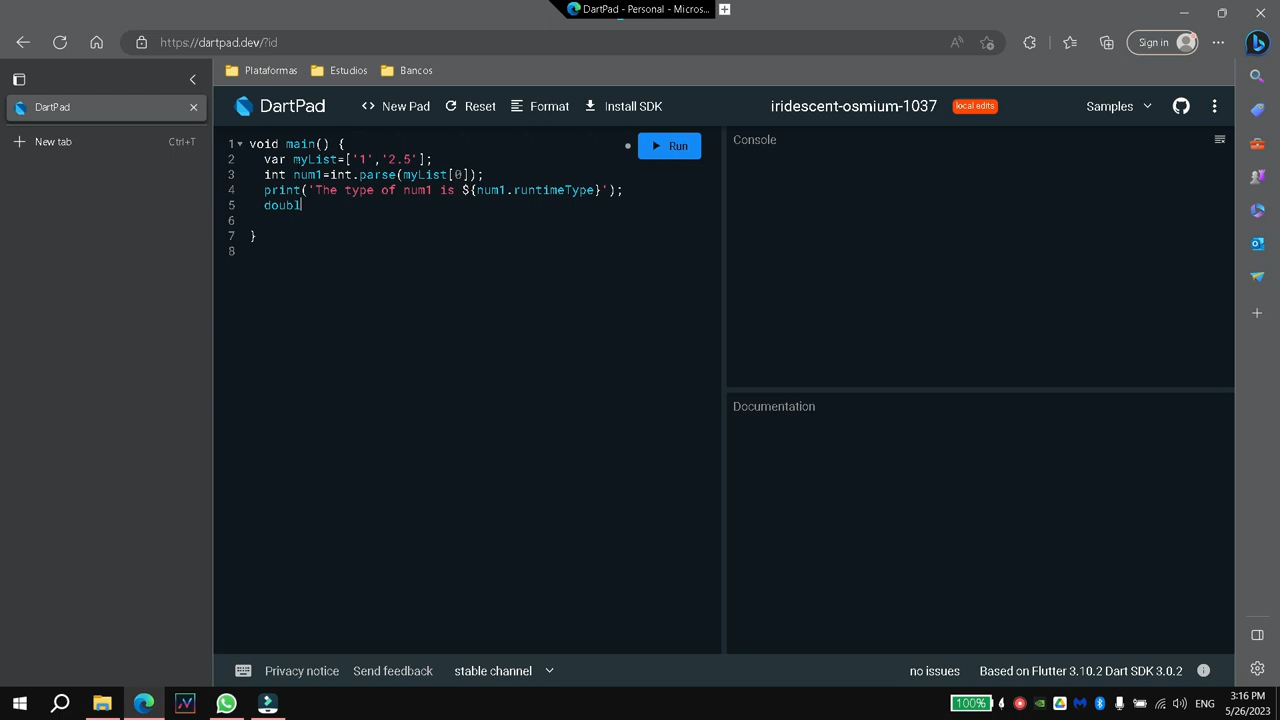 DartPad - Personal - Micros...
https://dartpad.dev/?id
Sign in
Plataformas
Estudios
Bancos
DartPad
New tab
Ctrl+T
DartPad
New Pad
Reset
Format
Install SDK
iridescent-osmium-1037
local edits
Samples
1 void main() {
2 var myList=['1','2.5'];
3 int num1=int.parse(myList[0]);
4 print('The type of num1 is ${num1.runtimeType}');
5 doubl
6
7 }
8
Run
Console
Documentation
Privacy notice
Send feedback
stable channel
no issues
Based on Flutter 3.10.2 Dart SDK 3.0.2
100%
ENG
3:16 PM
5/26/2023